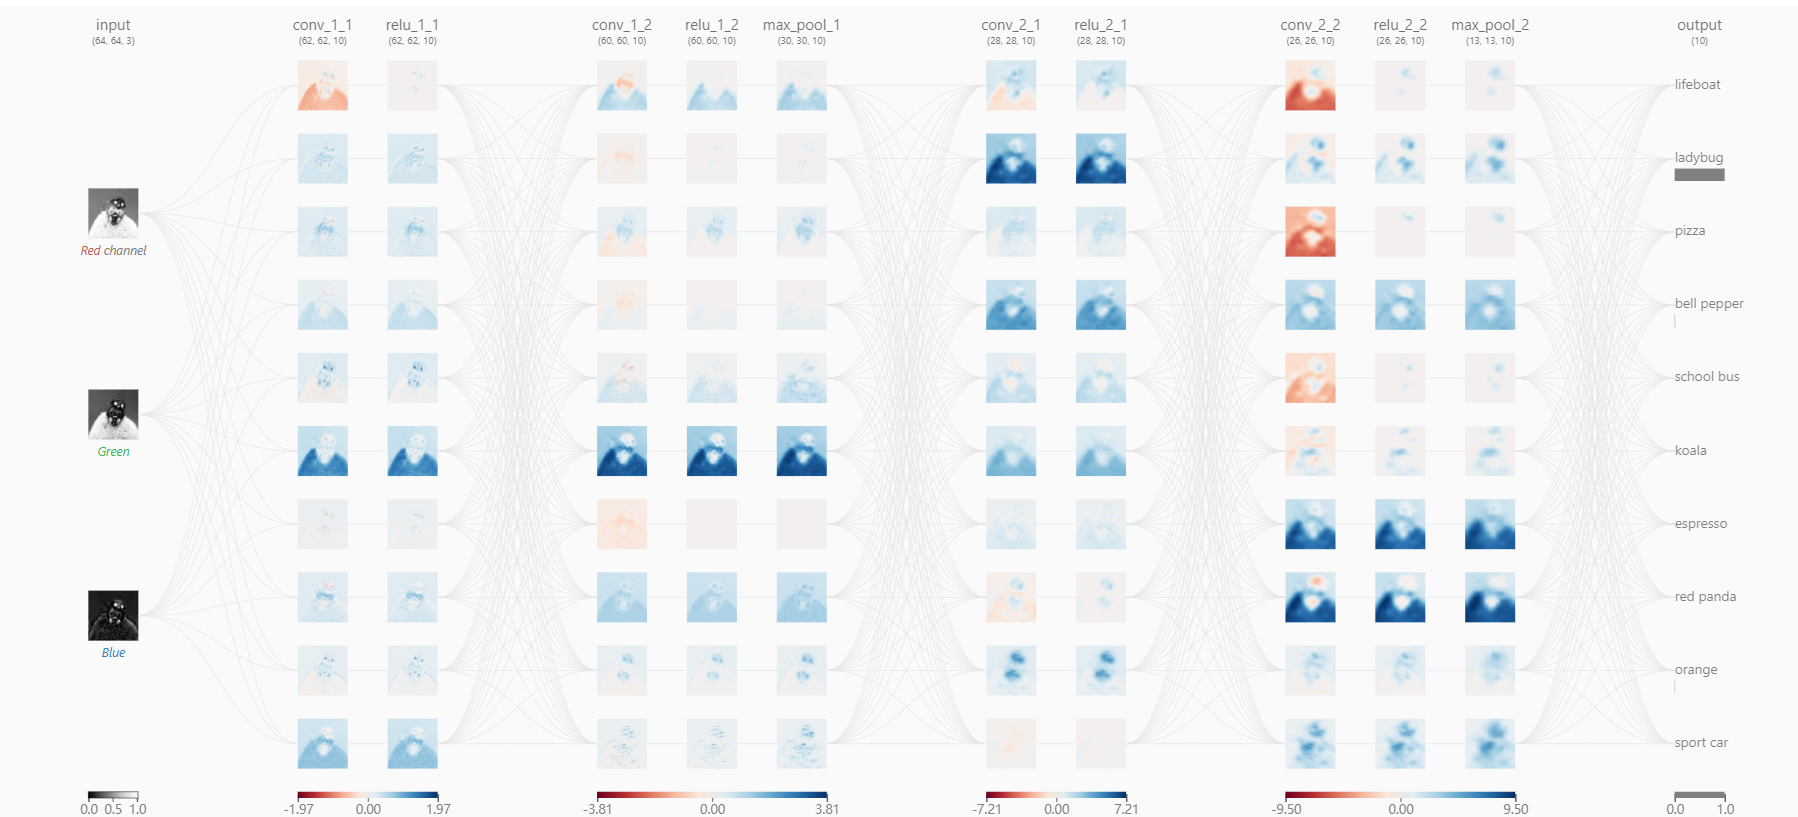 input conv_1_1 relu_1_1 conv_1_2 relu_1_2 max_pool_1 conv_2_1 relu_2_1 conv_2_2 relu_2_2 max_pool_2 output
(64, 64, 3) (62, 62, 10) (62, 62, 10) (60, 60, 10) (60, 60, 10) (30, 30, 10) (28, 28, 10) (28, 28, 10) (26, 26, 10) (26, 26, 10) (13, 13, 10) (10)
lifeboat
ladybug
pizza
Red channel
bell pepper
school bus
Green
koala
espresso
red panda
Blue
orange
sport car
0.0 0.5 1.0 -1.97 0.00 1.97 -3.81 0.00 3.81 -7.21 0.00 7.21 -9.50 0.00 9.50 0.0 1.0